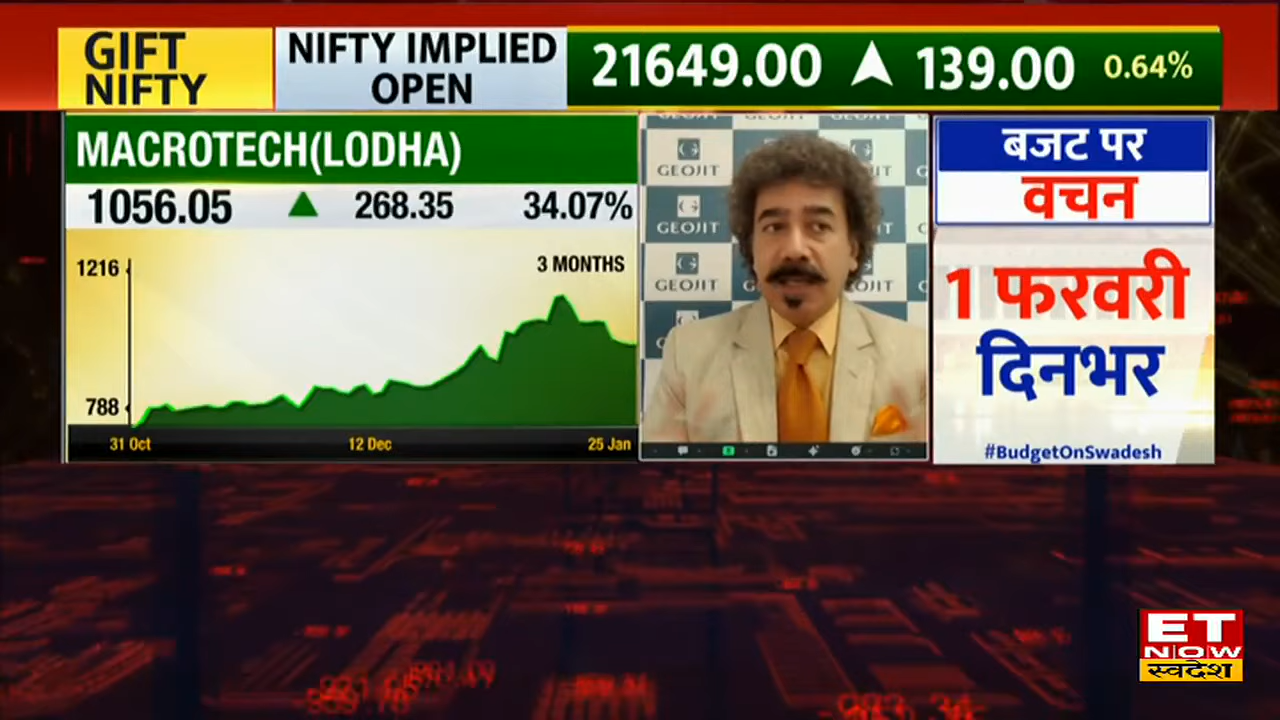 GIFT
NIFTY
NIFTY IMPLIED
OPEN
21649.00 139.00 0.64%
MACROTECH(LODHA)
1056.05 268.35 34.07%
3 MONTHS
1216
788
31 Oct 12 Dec 25 Jan
GEOJIT
GEOJIT
GEOJIT
बजट पर
वचन
1 फरवरी
दिनभर
#BudgetOnSwadesh
ET
NOW
स्वदेश